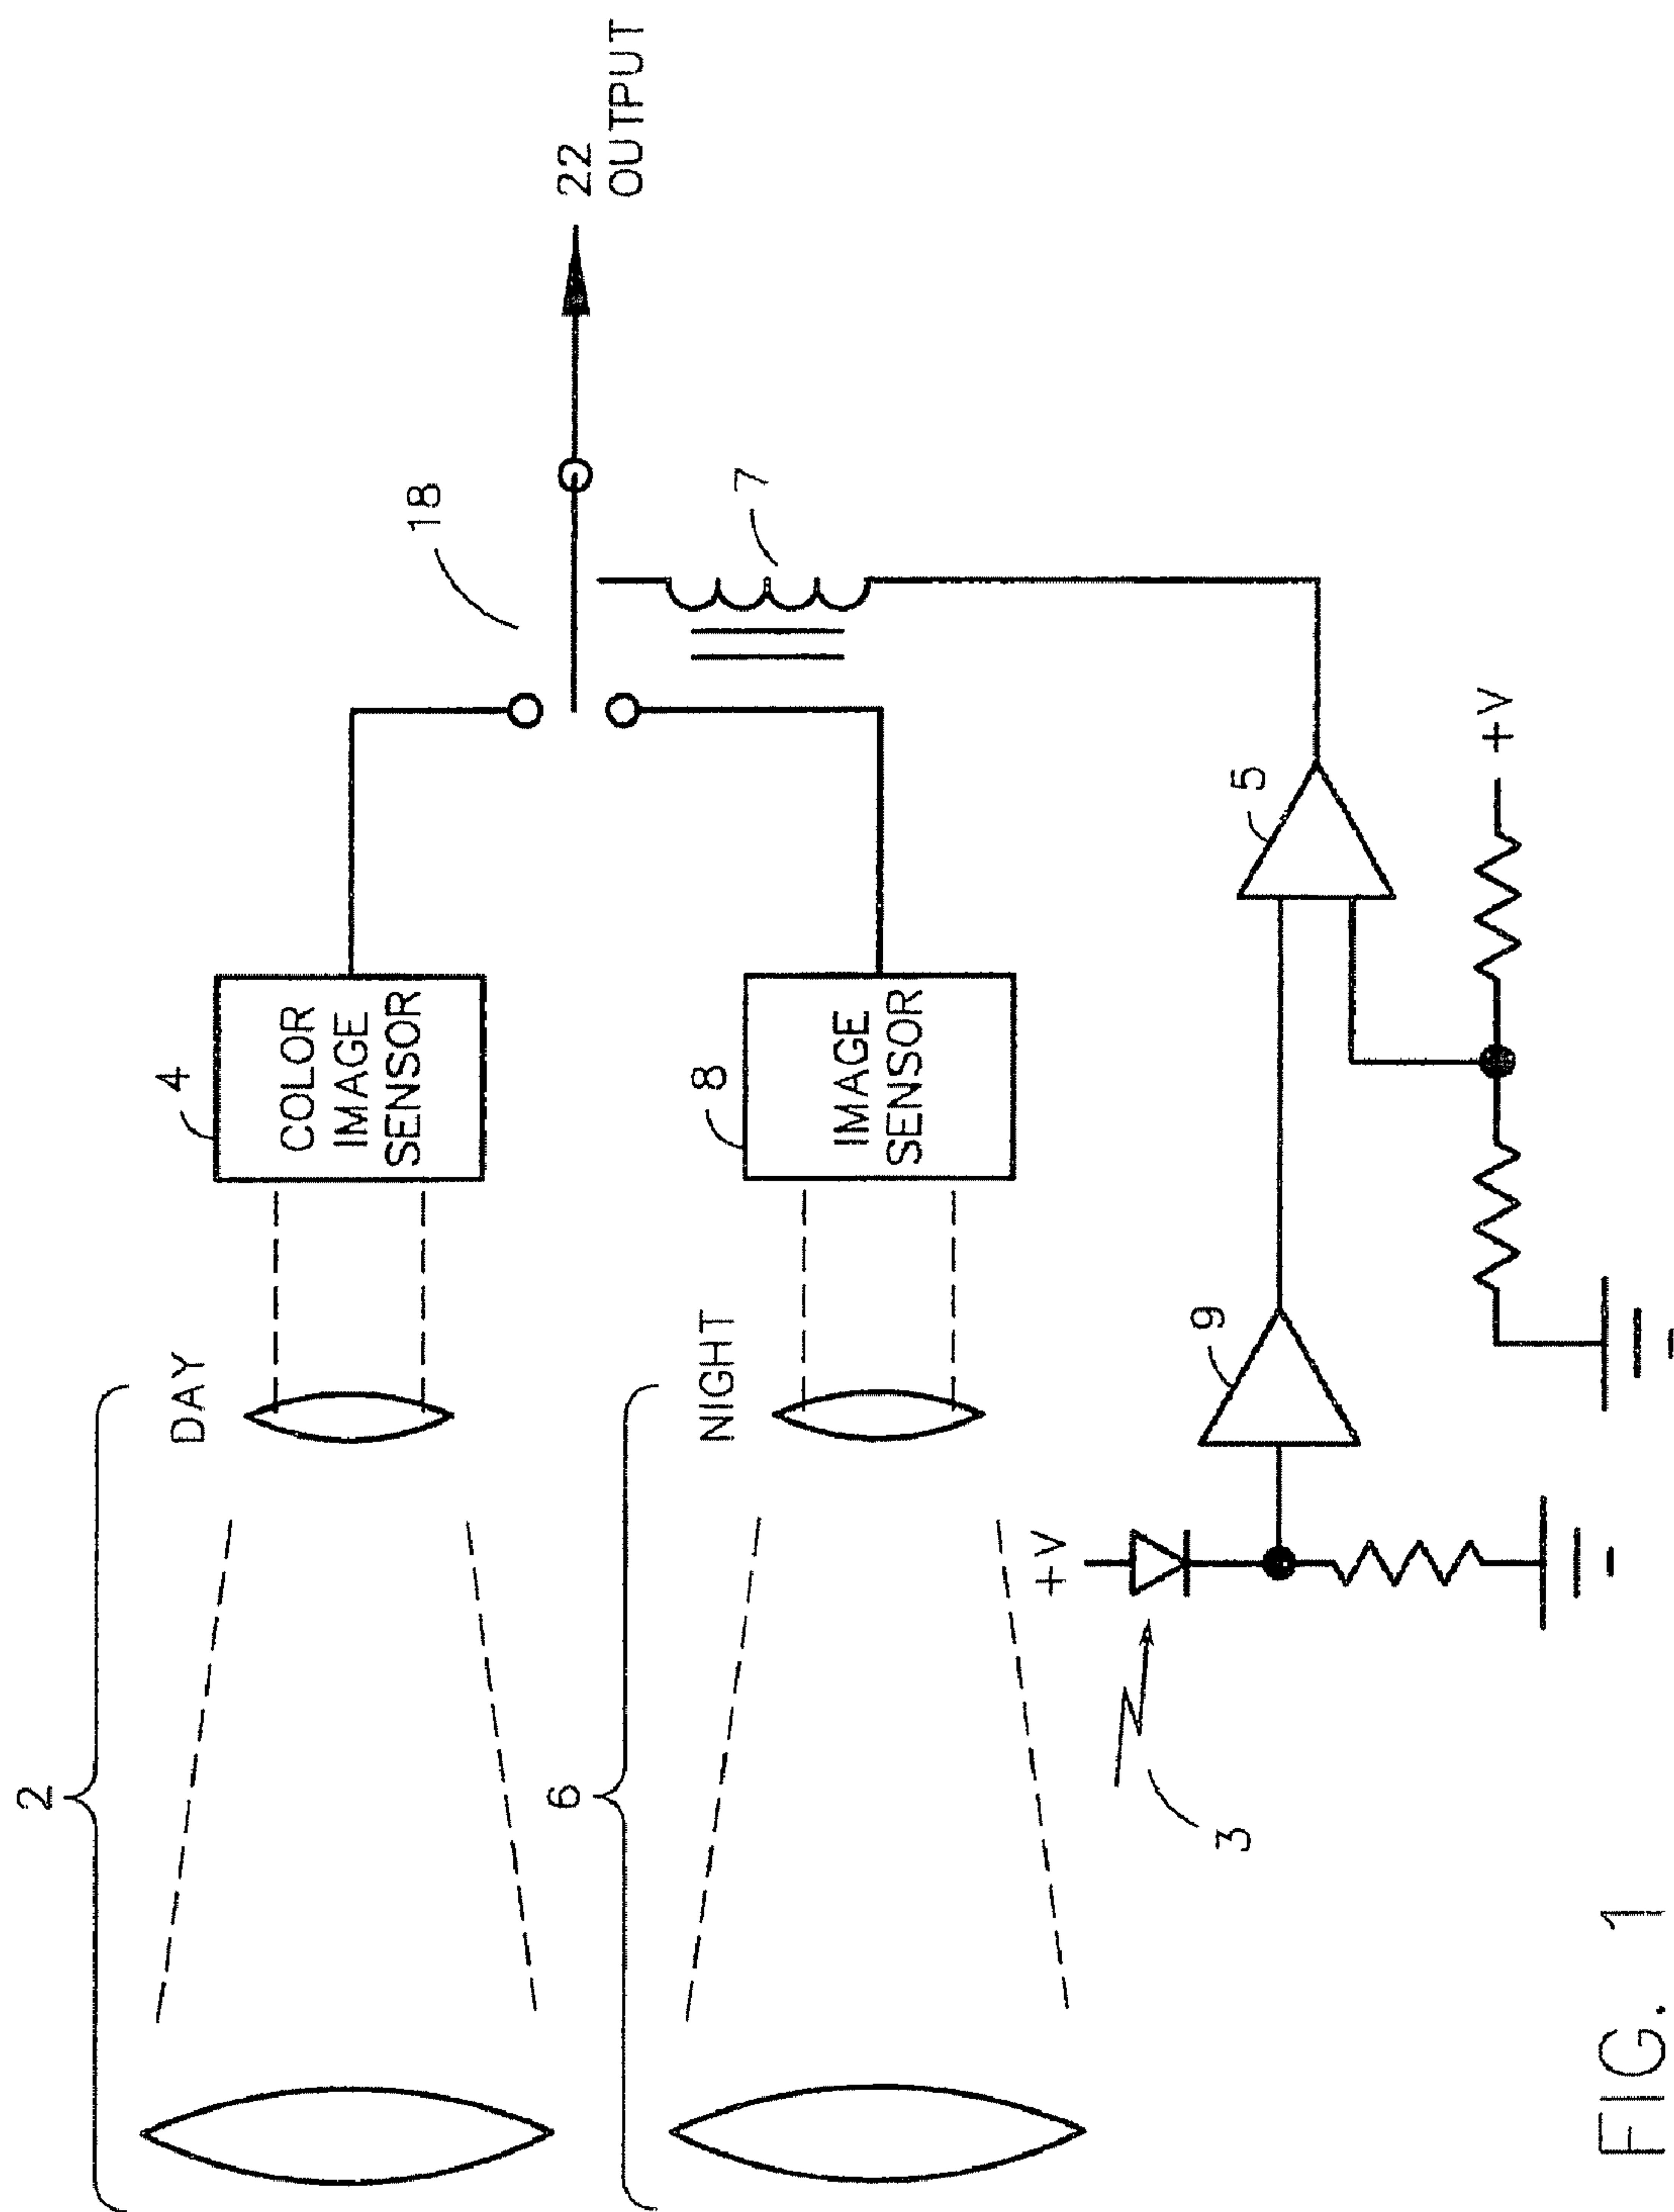 2
DAY
4
COLOR
IMAGE
SENSOR
18
22
OUTPUT
6
NIGHT
8
IMAGE
SENSOR
7
3
+V
9
5
+V
FIG. 1